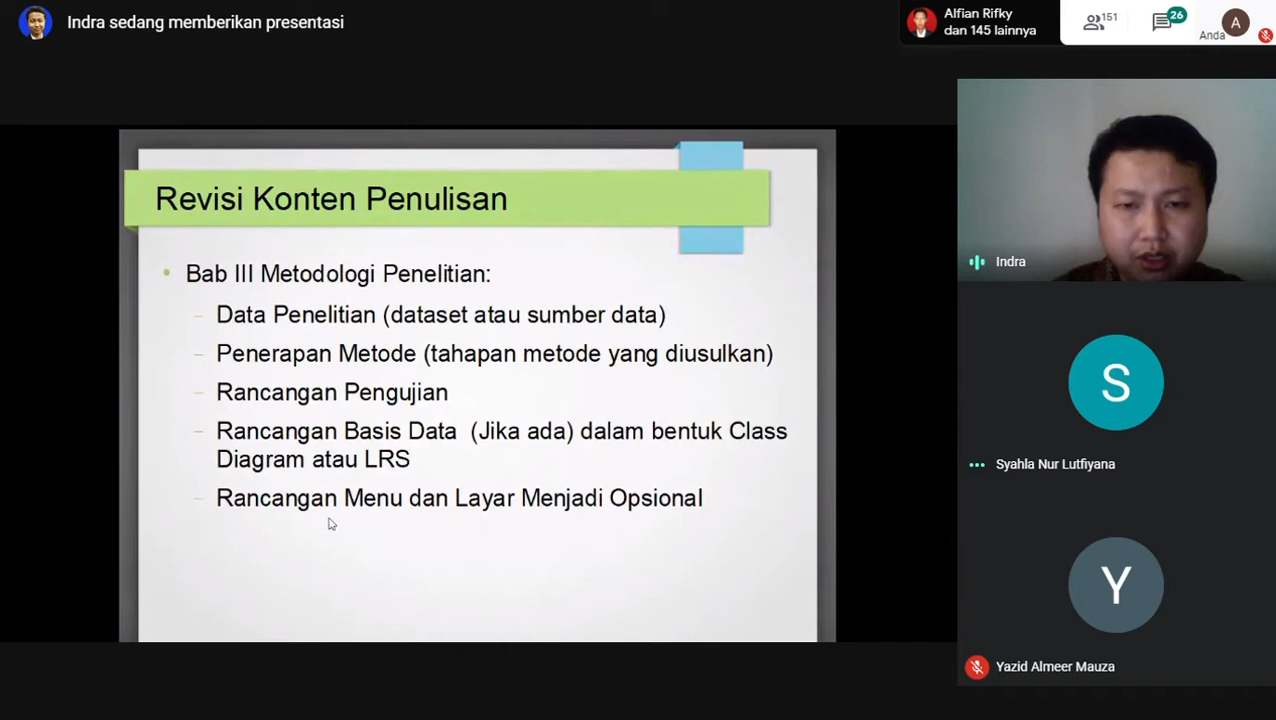 Indra sedang memberikan presentasi
Alfian Rifky
dan 145 lainnya
151
26
Anda
A
Revisi Konten Penulisan
Bab III Metodologi Penelitian:
Data Penelitian (dataset atau sumber data)
Penerapan Metode (tahapan metode yang diusulkan)
Rancangan Pengujian
Rancangan Basis Data (Jika ada) dalam bentuk Class
Diagram atau LRS
Rancangan Menu dan Layar Menjadi Opsional
Indra
S
Syahla Nur Lutfiyana
Y
Yazid Almeer Mauza